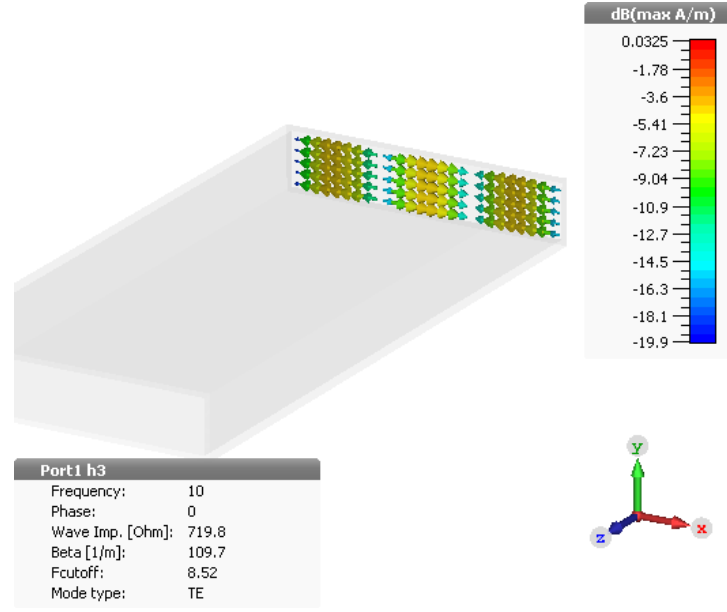 dB(max A/m)
0.0325
-1.78
-3.6
-5.41
-7.23
-9.04
-10.9
-12.7
-14.5
-16.3
-18.1
-19.9
Port1 h3
Frequency: 10
Phase: 0
Wave Imp. [Ohm]: 719.8
Beta [1/m]: 109.7
Fcutoff: 8.52
Mode type: TE
y
x
z